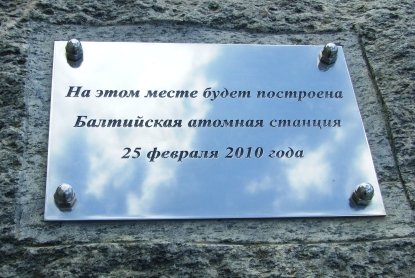 На этом месте будет построена
Балтийская атомная станция
25 февраля 2010 года